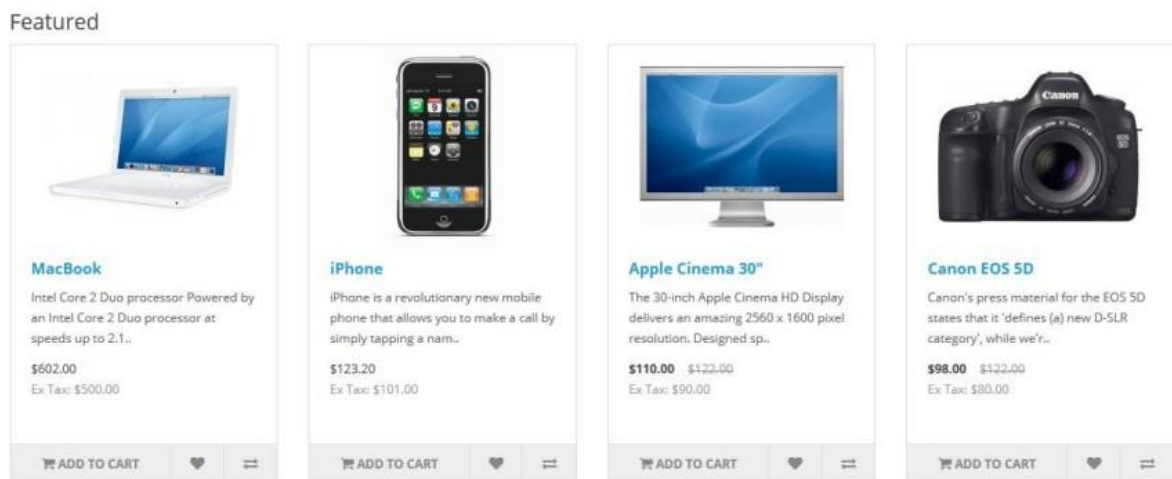 Featured
Canon
EOS
5D
MacBook
Intel Core 2 Duo processor Powered by
an Intel Core 2 Duo processor at
speeds up to 2.1..
$602.00
Ex Tax: $500.00
ADD TO CART
iPhone
iPhone is a revolutionary new mobile
phone that allows you to make a call by
simply tapping a nam..
$123.20
Ex Tax: $101.00
ADD TO CART
Apple Cinema 30"
The 30-inch Apple Cinema HD Display
delivers an amazing 2560 x 1600 pixel
resolution. Designed sp..
$110.00 $122.00
Ex Tax: $90.00
ADD TO CART
Canon EOS 5D
Canon's press material for the EOS 5D
states that it 'defines (a) new D-SLR
category', while we'r..
$98.00 $122.00
Ex Tax: $80.00
ADD TO CART